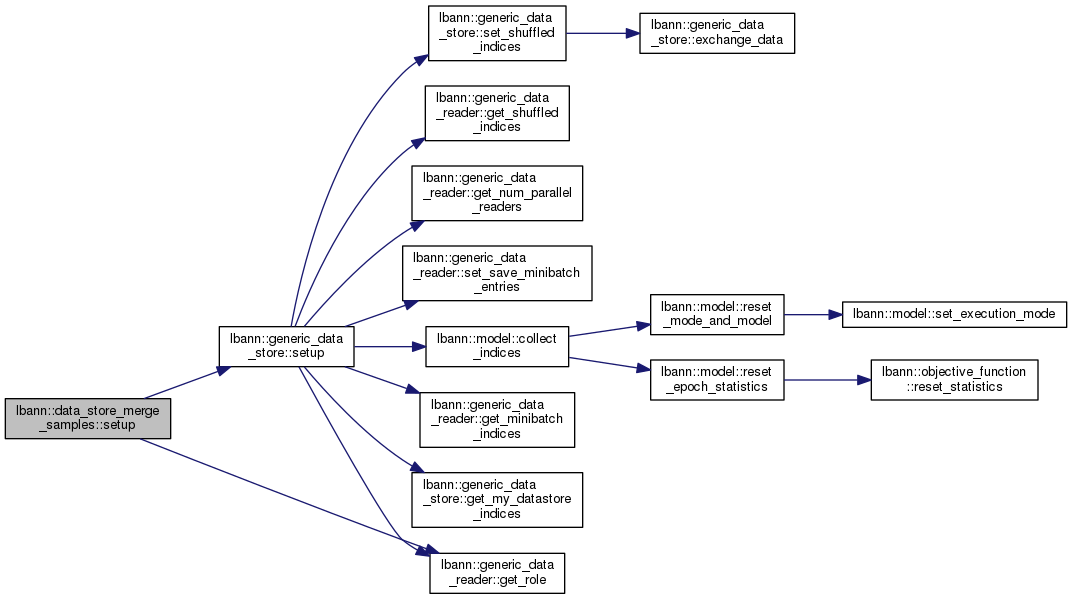 lbann::generic_data
_store::set_shuffled
_indices
lbann::generic_data
_store::exchange_data
lbann::generic_data
_reader::get_shuffled
_indices
lbann::generic_data
_reader::get_num_parallel
_readers
lbann::generic_data
_reader::set_save_minibatch
_entries
lbann::model::reset
_mode_and_model
lbann::model::set_execution_mode
lbann::generic_data
_store::setup
lbann::model::collect
_indices
lbann::model::reset
_epoch_statistics
lbann::objective_function
::reset_statistics
lbann::data_store_merge
_samples::setup
lbann::generic_data
_reader::get_minibatch
_indices
lbann::generic_data
_store::get_my_datastore
_indices
lbann::generic_data
_reader::get_role